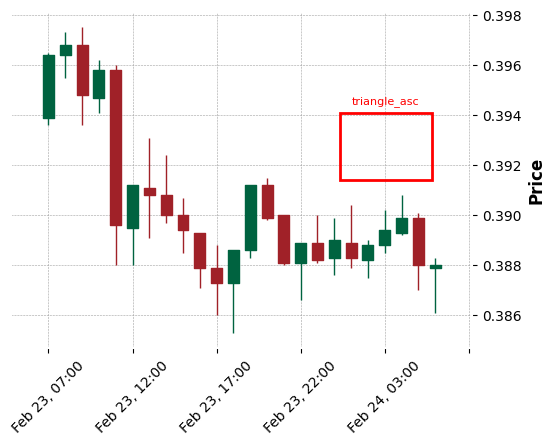 triangle_asc
0.398
0.396
0.394
0.392
0.390
0.388
0.386
Price
Feb 23, 07:00
Feb 23, 12:00
Feb 23, 17:00
Feb 23, 22:00
Feb 24, 03:00